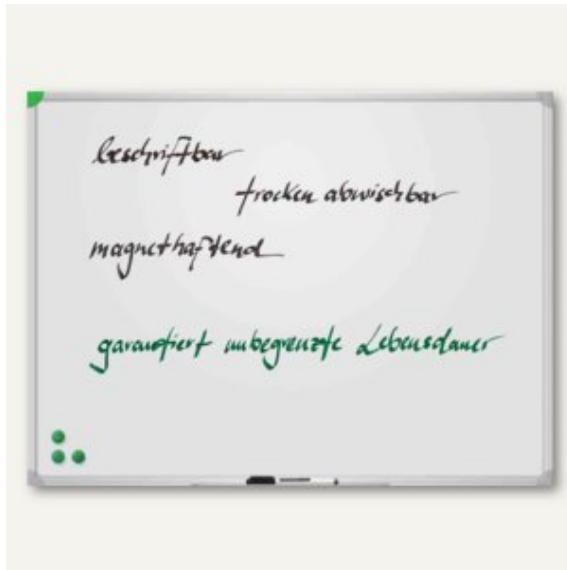 beschriftbar
trocken abwischbar
magnethaftend
garantiert unbegrenzte Lebensdauer